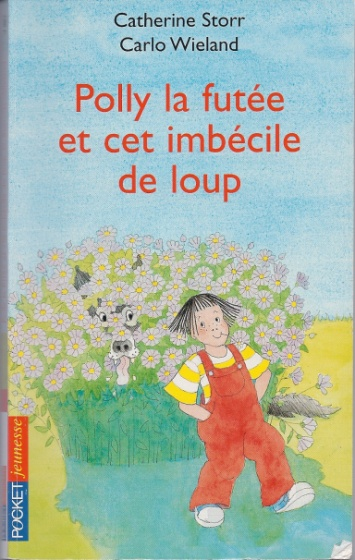 Catherine Storr
Carlo Wieland
Polly la futée
et cet imbécile
de loup
POCKET jeunesse